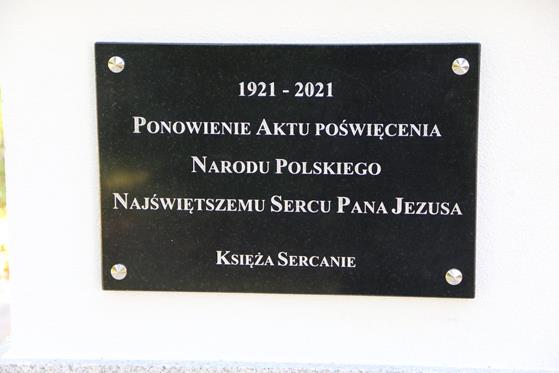 1921 - 2021
Ponowienie Aktu poświęcenia
Narodu Polskiego
Najświętszemu Sercu Pana Jezusa
Księża Sercanie